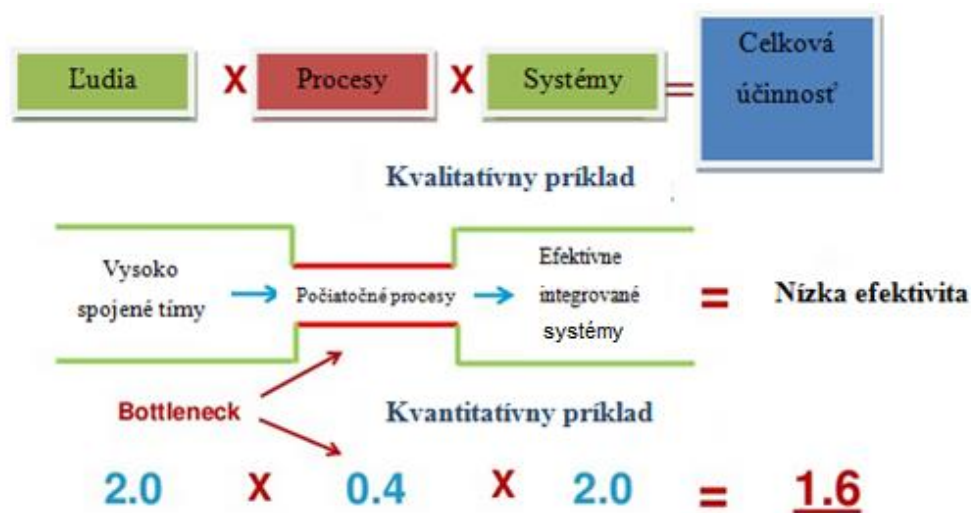 Ľudia X Procesy X Systémy = Celková
účinnosť
Kvalitatívny príklad
Vysoko
spojené tímy
Počiatočné procesy
Efektívne
integrované
systémy
= Nízka efektivita
Bottleneck
Kvantitatívny príklad
2.0 X 0.4 X 2.0 = 1.6